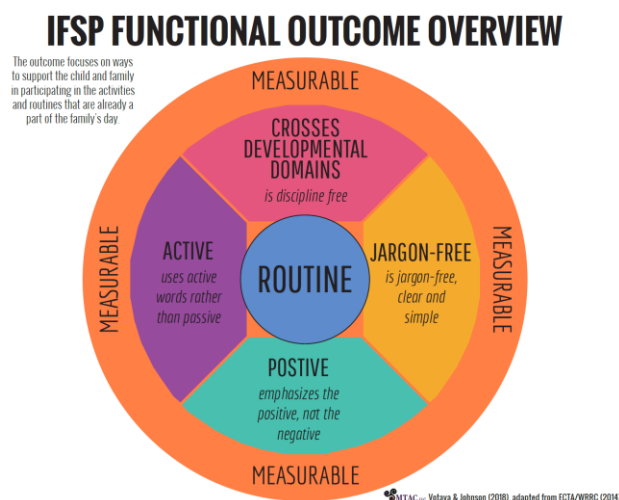 IFSP FUNCTIONAL OUTCOME OVERVIEW
The outcome focuses on ways
to support the child and family
in participating in the activities
and routines that are already a
part of the family's day.
MEASURABLE
CROSSES
DEVELOPMENTAL
DOMAINS
is discipline free
MEASURABLE
ACTIVE
uses active
words rather
than passive
ROUTINE
JARGON-FREE
is jargon-free,
clear and
simple
MEASURABLE
POSTIVE
emphasizes the
positive, not the
negative
MEASURABLE
MTAC Votava & Johnson (2018), adapted from ECTA/WRRC (2014